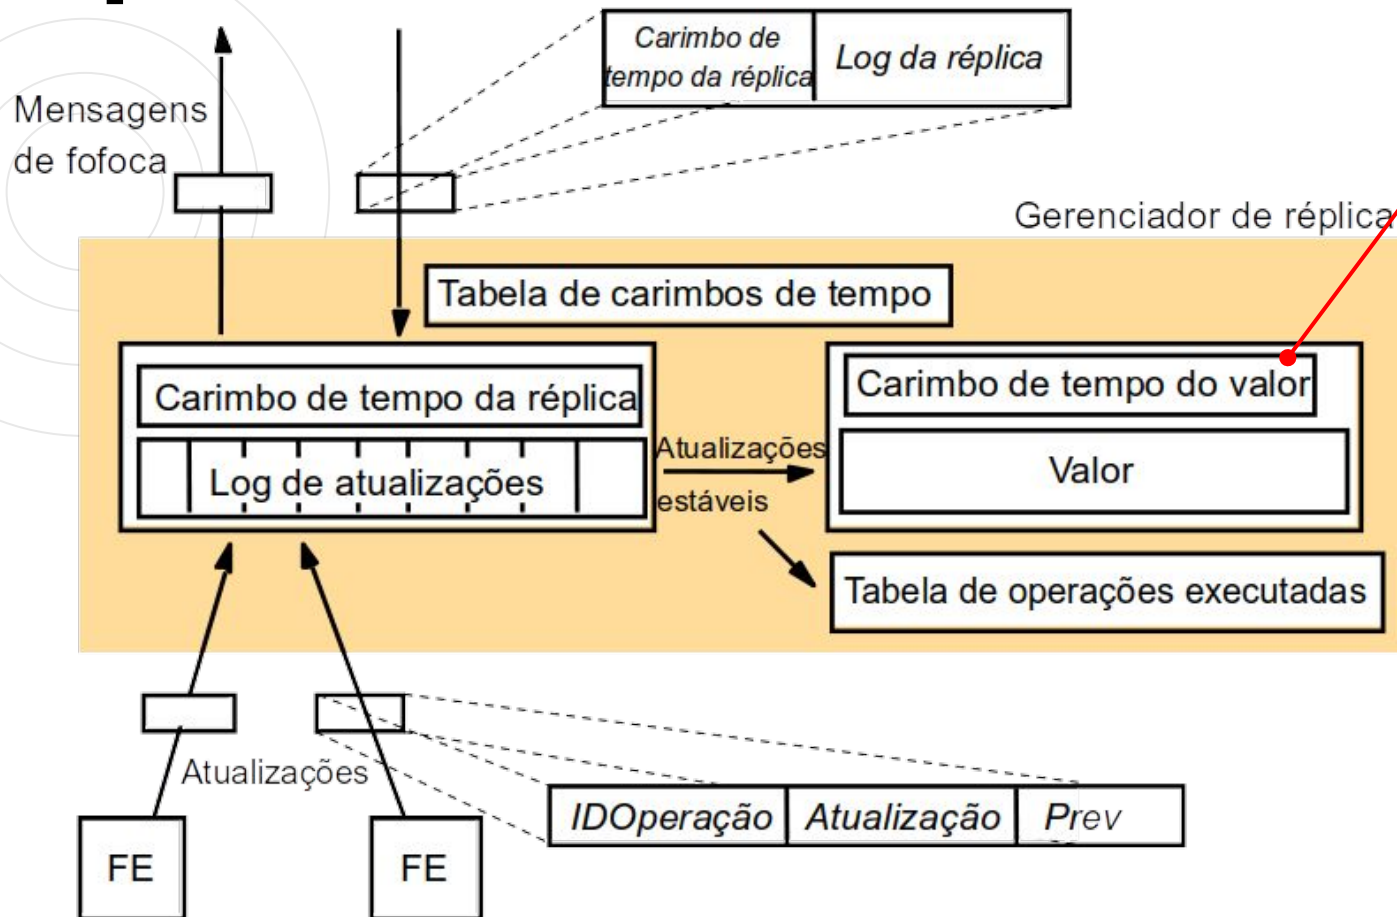 Carimbo de
tempo da réplica
Log da réplica
Mensagens
de fofoca
Gerenciador de réplica
Tabela de carimbos de tempo
Carimbo de tempo da réplica
Log de atualizações
Atualizações
estáveis
Carimbo de tempo do valor
Valor
Tabela de operações executadas
Atualizações
IDOperação
Atualização
Prev
FE
FE